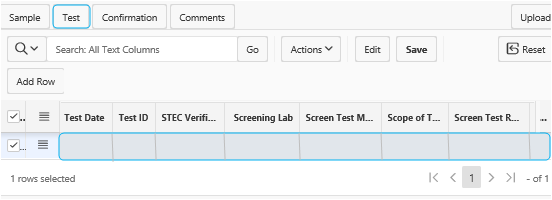 Sample Test Confirmation Comments Upload
Search: All Text Columns Go Actions Edit Save Reset
Add Row
... Test Date Test ID STEC Verifi... Screening Lab Screen Test M... Scope of T... Screen Test R... ...
...
1 rows selected 1 - of 1